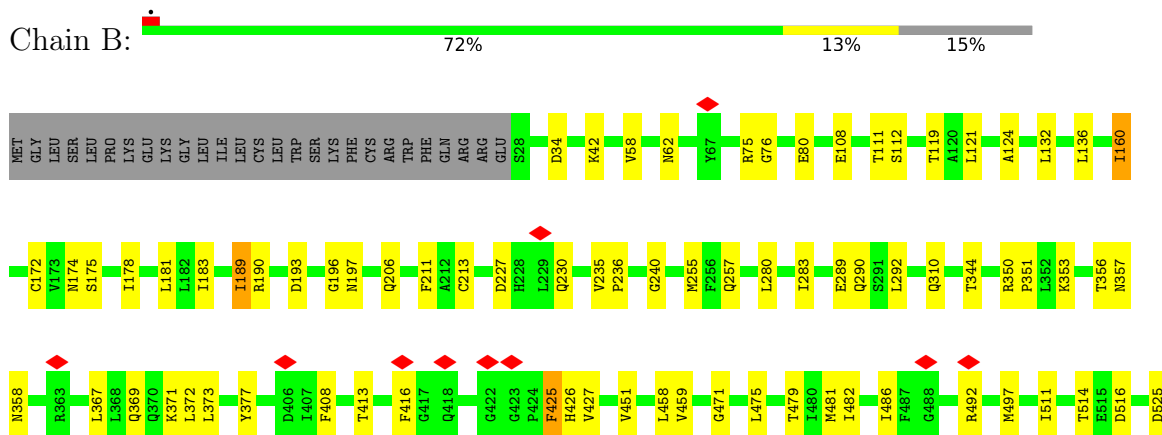 Chain B:
72% 13% 15%
MET GLY LEU SER LEU PRO LYS GLU LYS GLY LEU ILE LEU CYS LEU TRP SER LYS PHE CYS ARG TRP PHE GLN ARG ARG GLU S28 D34 K42 V58 N62 Y67 R75 G76 E80 E108 T111 S112 T119 A120 L121 A124 L132 L136 I160
C172 V173 N174 S175 I178 L181 L182 I183 I189 R190 D193 G196 N197 Q206 F211 A212 C213 D227 H228 L229 Q230 V235 P236 G240 M255 F256 Q257 L280 I283 E289 Q290 S291 L292 Q310 T344 R350 P351 L352 K353 T356 N357
N358 R363 L367 L368 Q369 Q370 K371 L372 L373 Y377 D406 I407 F408 T413 F416 G417 Q418 G422 G423 P424 F425 H426 V427 V451 L458 V459 G471 L475 T479 I480 M481 I482 I486 F487 G488 R492 M497 I511 T514 E515 D516 D525